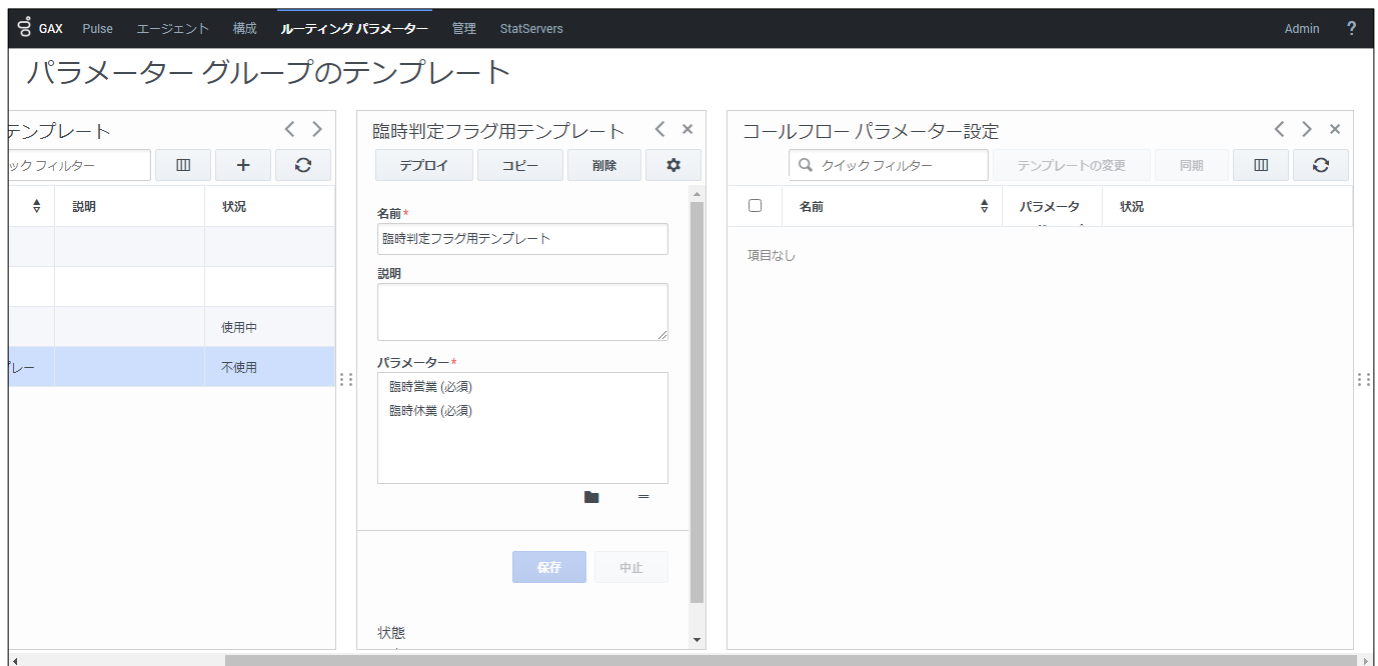 GAX Pulse エージェント 構成 ルーティング パラメーター 管理 StatServers Admin ?
パラメーター グループのテンプレート
テンプレート
ック フィルター
説明 状況
使用中
プレー 不使用
臨時判定フラグ用テンプレート
デプロイ コピー 削除
名前*
臨時判定フラグ用テンプレート
説明
パラメーター*
臨時営業 (必須)
臨時休業 (必須)
保存 中止
状態
コールフロー パラメーター設定
クイック フィルター テンプレートの変更 同期
名前 パラメータ 状況
項目なし